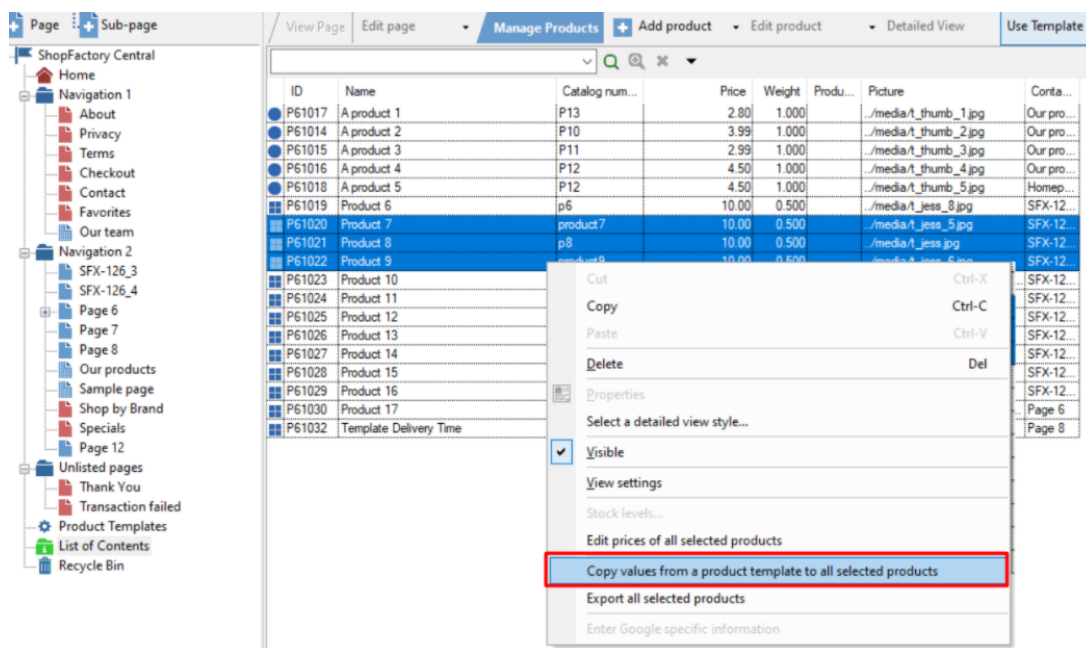 Page Sub-page View Page Edit page Manage Products Add product Edit product Detailed View Use Template
ShopFactory Central
Home
Navigation 1
About
Privacy
Terms
Checkout
Contact
Favorites
Our team
Navigation 2
SFX-126_3
SFX-126_4
Page 6
Page 7
Page 8
Our products
Sample page
Shop by Brand
Specials
Page 12
Unlisted pages
Thank You
Transaction failed
Product Templates
List of Contents
Recycle Bin
ID Name Catalog num... Price Weight Produ... Picture Conta...
P61017 A product 1 P13 2.80 1.000 ../media/t_thumb_1.jpg Our pro...
P61014 A product 2 P10 3.99 1.000 ../media/t_thumb_2.jpg Our pro...
P61015 A product 3 P11 2.99 1.000 ../media/t_thumb_3.jpg Our pro...
P61016 A product 4 P12 4.50 1.000 ../media/t_thumb_4.jpg Our pro...
P61018 A product 5 P12 4.50 1.000 ../media/t_thumb_5.jpg Homep...
P61019 Product 6 p6 10.00 0.500 ../media/t_jess_8.jpg SFX-12...
P61020 Product 7 product7 10.00 0.500 ../media/t_jess_5.jpg SFX-12...
P61021 Product 8 p8 10.00 0.500 ../media/t_jess.jpg SFX-12...
P61022 Product 9 product9 10.00 0.500 ../media/t_jess_6.jpg SFX-12...
P61023 Product 10 SFX-12...
P61024 Product 11 SFX-12...
P61025 Product 12 SFX-12...
P61026 Product 13 SFX-12...
P61027 Product 14 SFX-12...
P61028 Product 15 SFX-12...
P61029 Product 16 SFX-12...
P61030 Product 17 Page 6
P61032 Template Delivery Time Page 8
Cut Ctrl-X
Copy Ctrl-C
Paste Ctrl-V
Delete Del
Properties
Select a detailed view style...
Visible
View settings
Stock levels...
Edit prices of all selected products
Copy values from a product template to all selected products
Export all selected products
Enter Google specific information